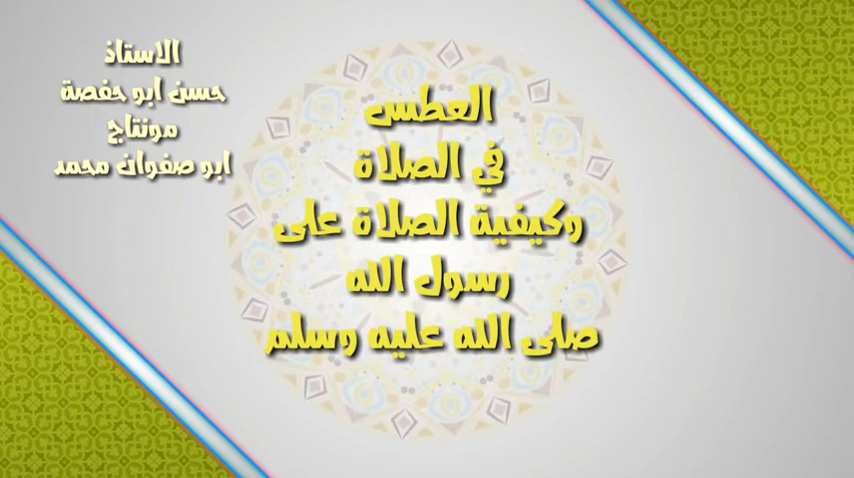 الاستاذ
حسن ابو حفصة
مونتاج
ابو صفوان محمد
العطس
في الصلاة
وكيفية الصلاة على
رسول الله
صلى الله عليه وسلم